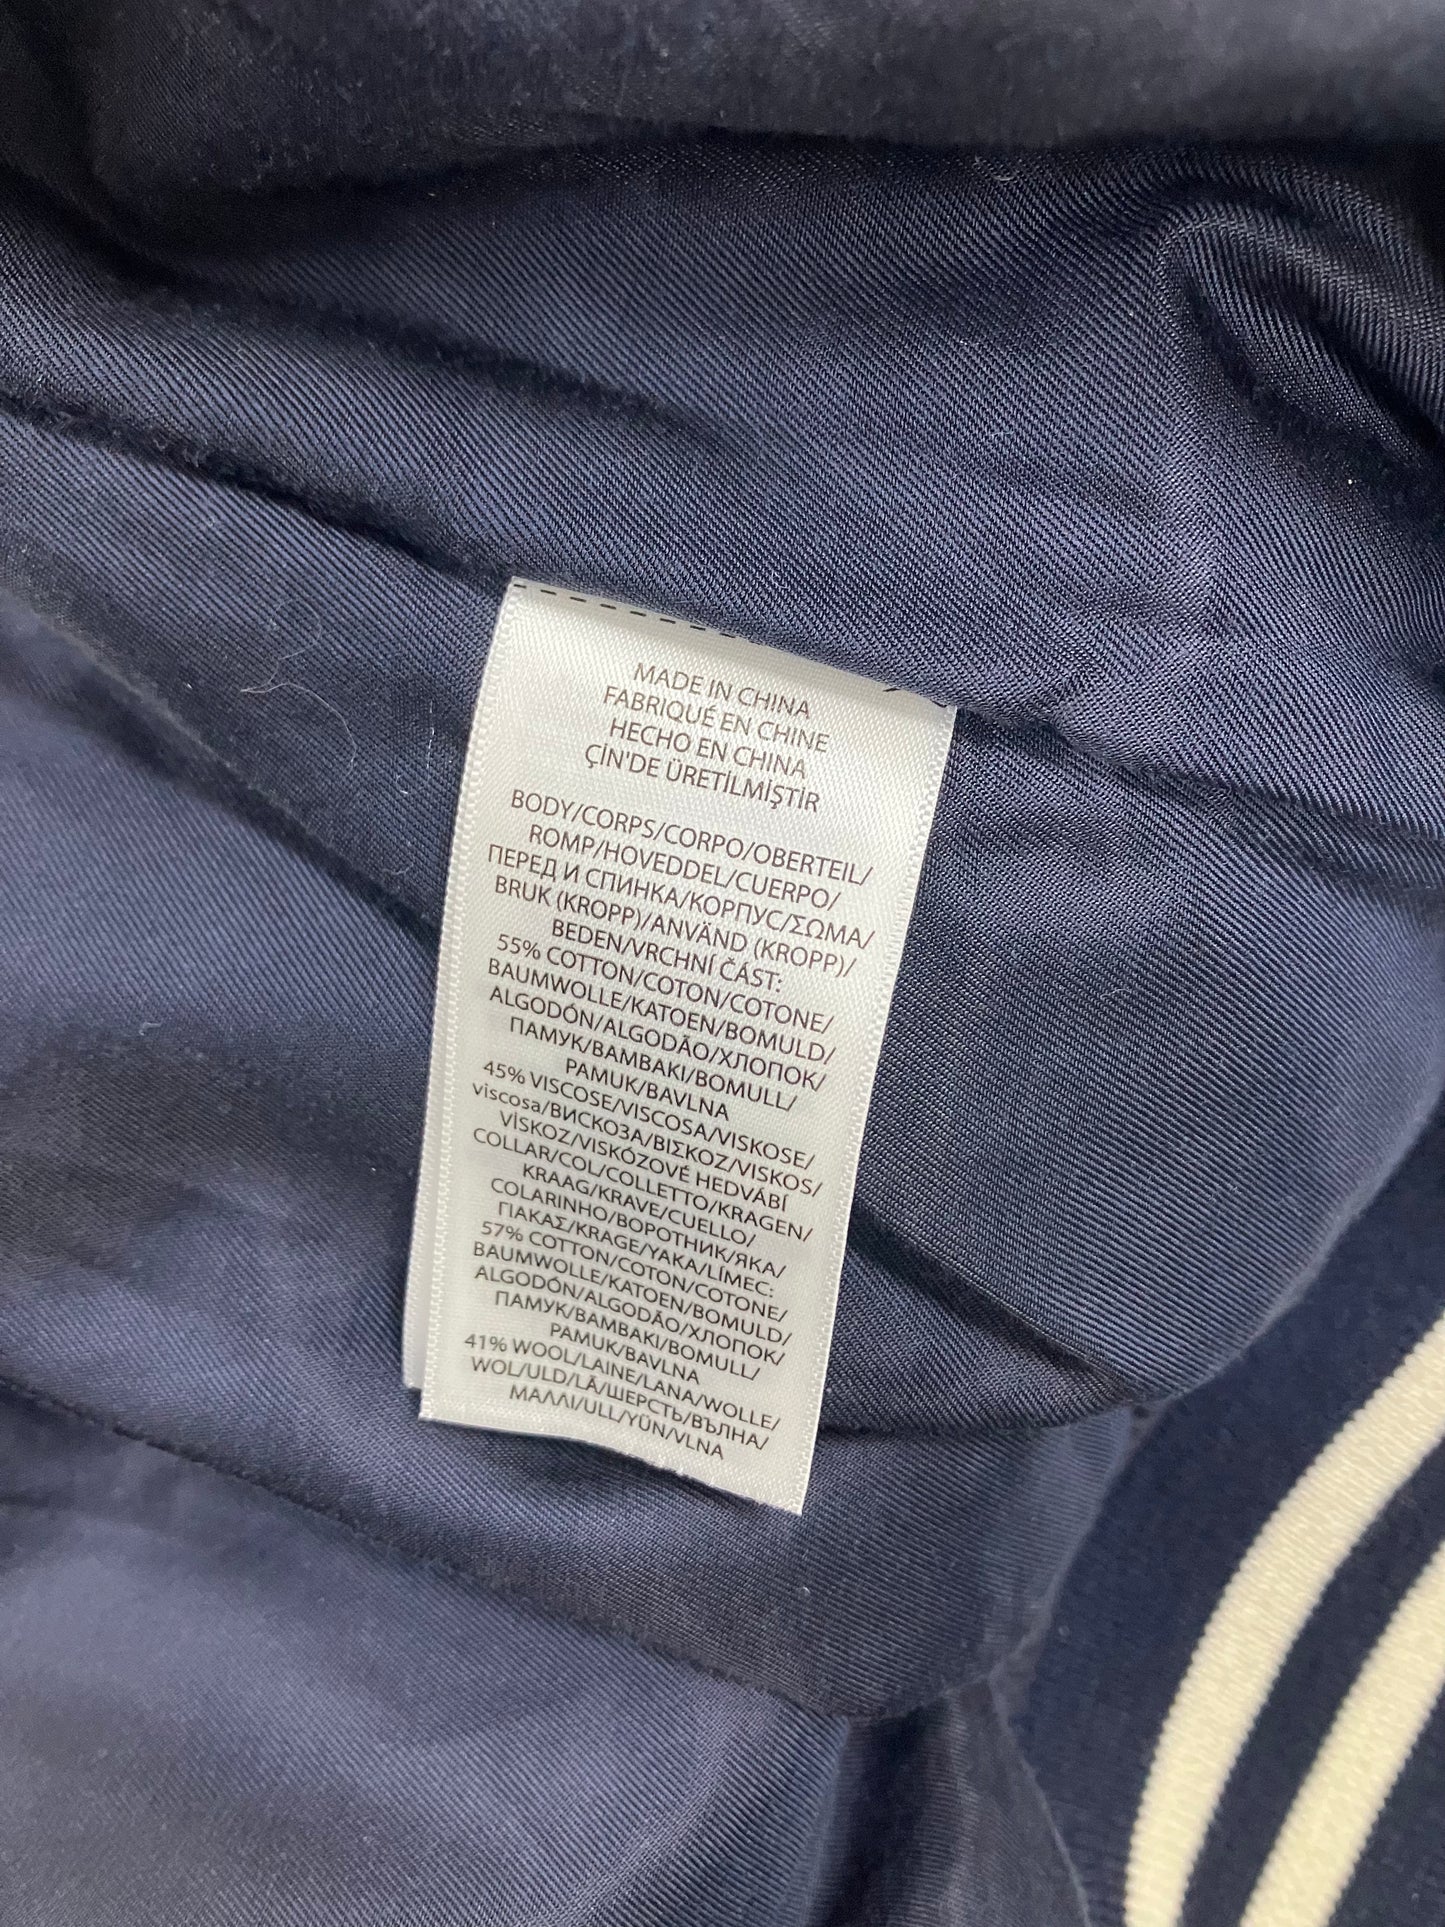 MADE IN CHINA
FABRIQUÉ EN CHINE
HECHO EN CHINA
ÇİN'DE ÜRETİLMİŞTİR
BODY/CORPS/CORPO/OBERTEIL/
ROMP/HOVEDDEL/CUERPO/
ПЕРЕД И СПИНКА/КОРПУС/ΣΩΜΑ/
BRUK (KROPP)/ANVÄND (KROPP)/
BEDEN/VRCHNÍ ČÁST:
55% COTTON/COTON/COTONE/
BAUMWOLLE/KATOEN/BOMULD/
ALGODÓN/ALGODÃO/ХЛОПОК/
ПАМУК/BAMBAKI/BOMULL/
PAMUK/BAVLNA
45% VISCOSE/VISCOSA/VISKOSE/
viscosa/ВИСКОЗА/ΒΙΣΚΟΖ/VISKOS/
VİSKOZ/VISKÓZOVÉ HEDVÁBÍ
COLLAR/COL/COLLETTO/KRAGEN/
KRAAG/KRAVE/CUELLO/
COLARINHO/ВОРОТНИК/ЯКА/
ГІАКАΣ/KRAGE/YAKA/LÍMEC:
57% COTTON/COTON/COTONE/
BAUMWOLLE/KATOEN/BOMULD/
ALGODÓN/ALGODÃO/ХЛОПОК/
ПАМУК/BAMBAKI/BOMULL/
PAMUK/BAVLNA
41% WOOL/LAINE/LANA/WOLLE/
WOL/ULD/LÃ/ШЕРСТЬ/ВЪЛНА/
ΜΑΛΛΙ/ULL/YÜN/VLNA